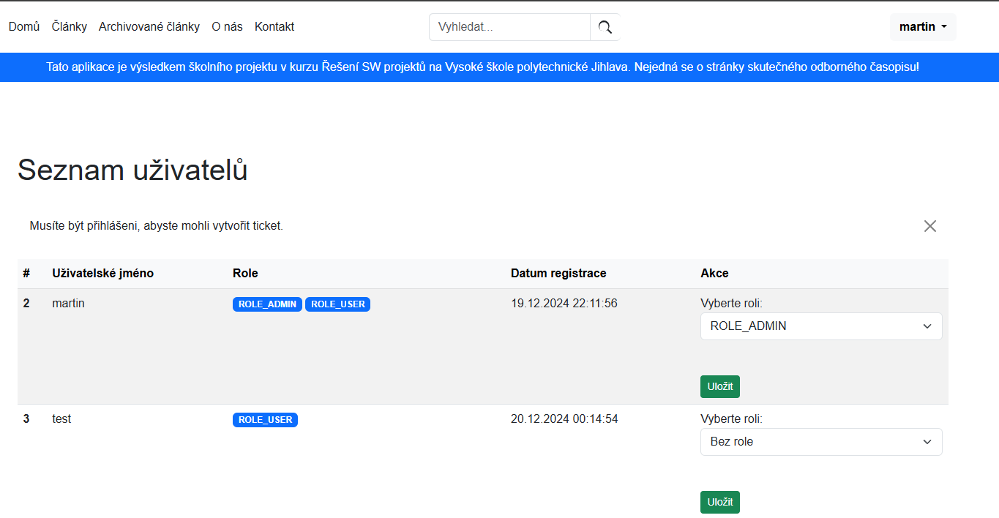 Domů Články Archivované články O nás Kontakt Vyhledat... martin
Tato aplikace je výsledkem školního projektu v kurzu Řešení SW projektů na Vysoké škole polytechnické Jihlava. Nejedná se o stránky skutečného odborného časopisu!
Seznam uživatelů
Musíte být přihlášeni, abyste mohli vytvořit ticket.
# Uživatelské jméno Role Datum registrace Akce
2 martin ROLE_ADMIN ROLE_USER 19.12.2024 22:11:56 Vyberte roli:
ROLE_ADMIN
Uložit
3 test ROLE_USER 20.12.2024 00:14:54 Vyberte roli:
Bez role
Uložit